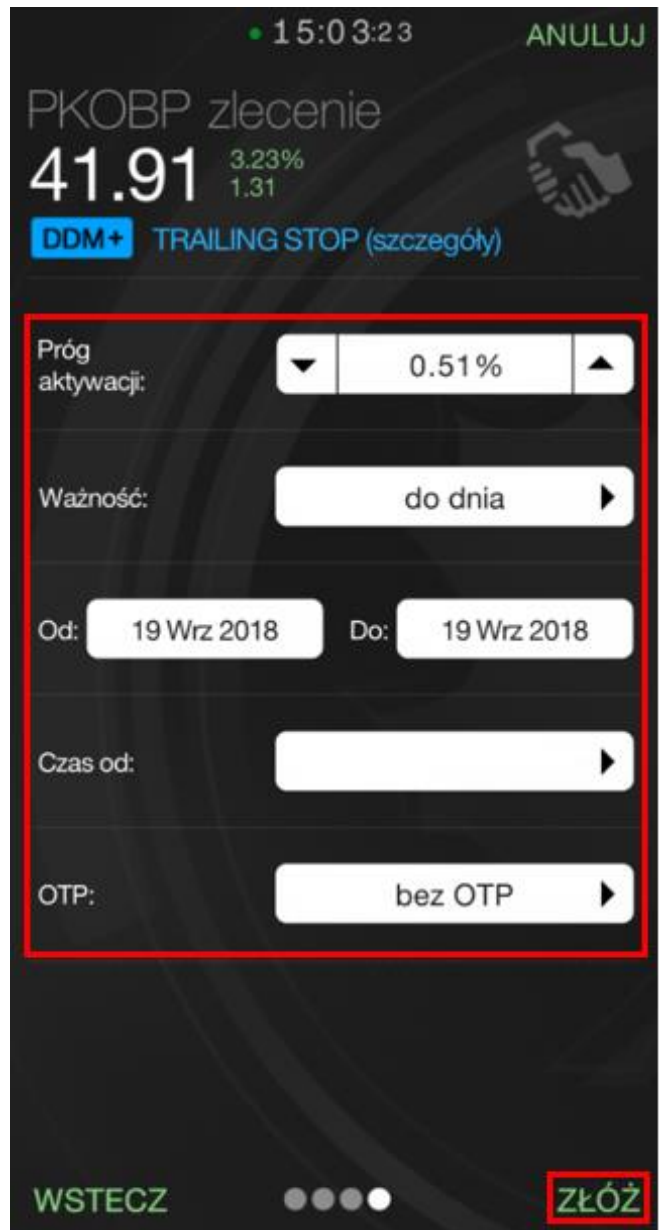 15:03:23 ANULUJ
PKOBP zlecenie
41.91 3.23%
1.31
DDM+ TRAILING STOP (szczegóły)
Próg
aktywacji: 0.51%
Ważność: do dnia
Od: 19 Wrz 2018 Do: 19 Wrz 2018
Czas od:
OTP: bez OTP
WSTECZ ZŁÓŻ